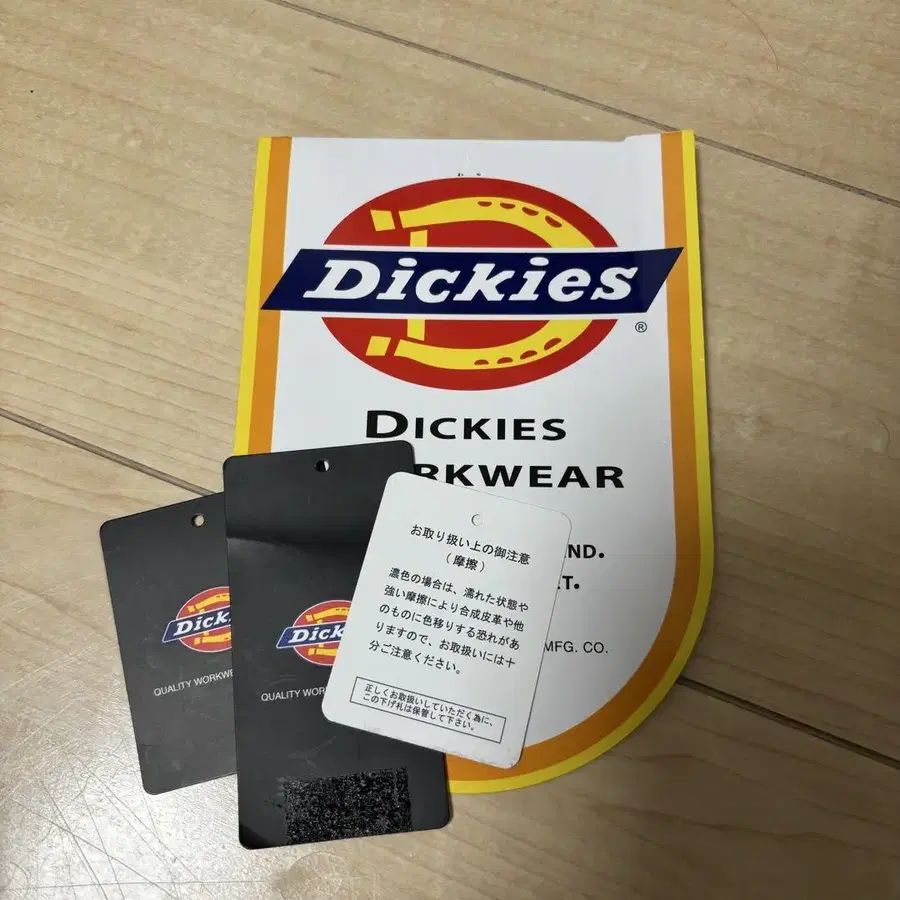 Dickies
®
DICKIES
RKWEAR
ND.
T.
MFG. CO.
Dickies
QUALITY WORKWE
Dick
QUALITY WOR
お取り扱い上の御注意
(摩擦)
濃色の場合は、濡れた状態や
強い摩擦により合成皮革や他
のものに色移りする恐れがあ
りますので、お取扱いには十
分ご注意ください。
正しくお取扱いしていただく為に、
この下げ札は保管して下さい。